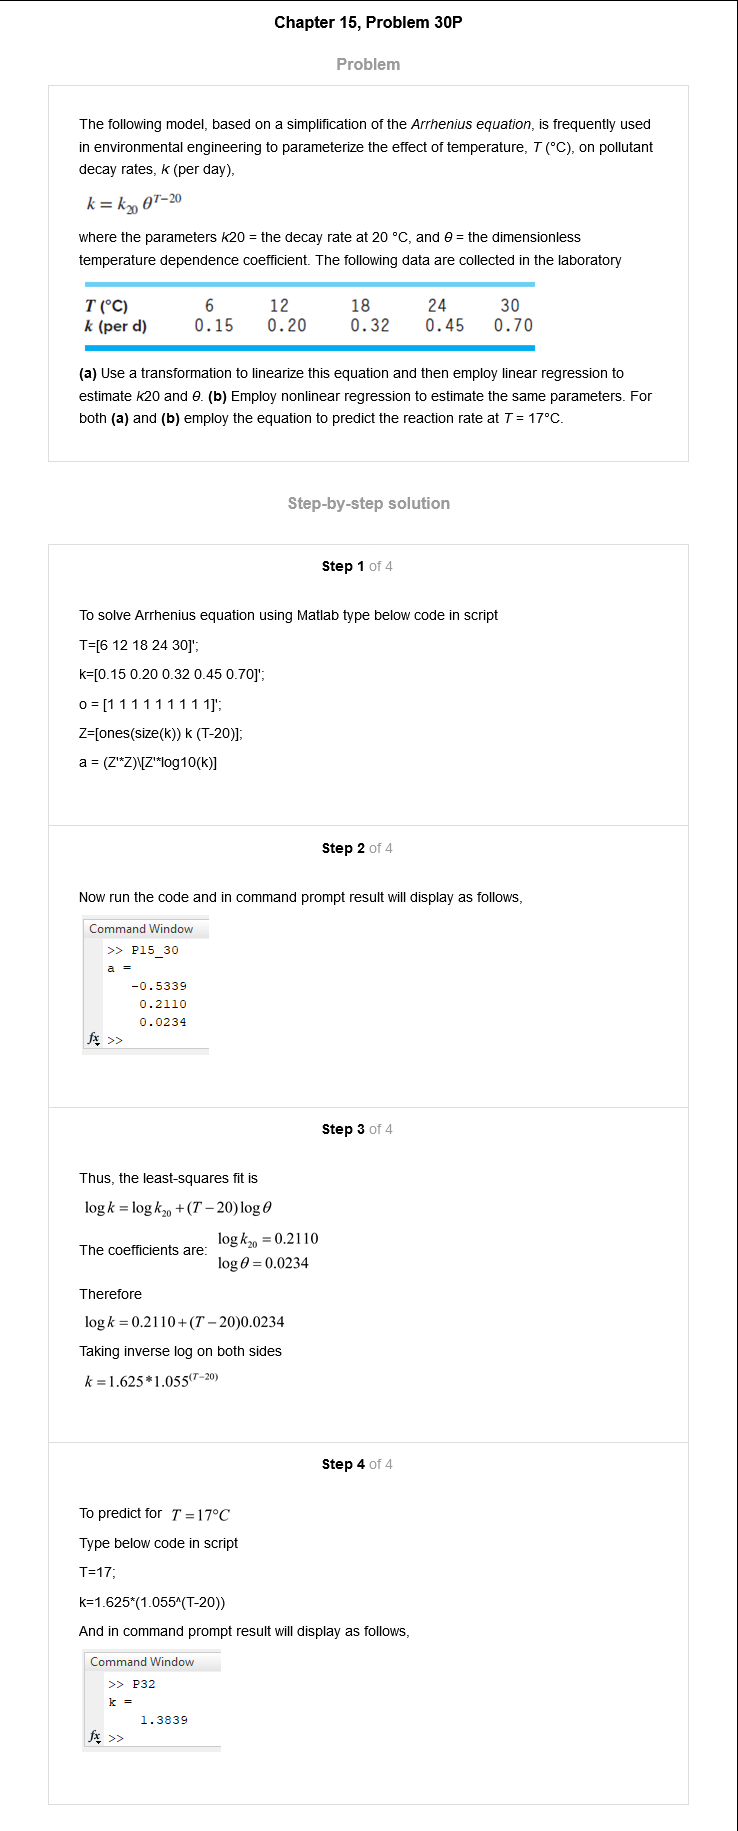 Chapter 15, Problem 30P
Problem
The following model, based on a simplification of the Arrhenius equation, is frequently used
in environmental engineering to parameterize the effect of temperature, T (°C), on pollutant
decay rates, k (per day),
k = k₂₀ θᵀ⁻²⁰
where the parameters k20 = the decay rate at 20 °C, and θ = the dimensionless
temperature dependence coefficient. The following data are collected in the laboratory
T (°C) 6 12 18 24 30
k (per d) 0.15 0.20 0.32 0.45 0.70
(a) Use a transformation to linearize this equation and then employ linear regression to
estimate k20 and θ. (b) Employ nonlinear regression to estimate the same parameters. For
both (a) and (b) employ the equation to predict the reaction rate at T = 17°C.
Step-by-step solution
Step 1 of 4
To solve Arrhenius equation using Matlab type below code in script
T=[6 12 18 24 30]';
k=[0.15 0.20 0.32 0.45 0.70]';
o = [1 1 1 1 1 1 1 1 1]';
Z=[ones(size(k)) k (T-20)];
a = (Z'*Z)\[Z'*log10(k)]
Step 2 of 4
Now run the code and in command prompt result will display as follows,
Command Window
>> P15_30
a =
-0.5339
0.2110
0.0234
fx >>
Step 3 of 4
Thus, the least-squares fit is
log k = log k₂₀ + (T − 20) log θ
The coefficients are: log k₂₀ = 0.2110
log θ = 0.0234
Therefore
log k = 0.2110 + (T − 20)0.0234
Taking inverse log on both sides
k = 1.625*1.055⁽ᵀ⁻²⁰⁾
Step 4 of 4
To predict for T = 17°C
Type below code in script
T=17;
k=1.625*(1.055^(T-20))
And in command prompt result will display as follows,
Command Window
>> P32
k =
1.3839
fx >>